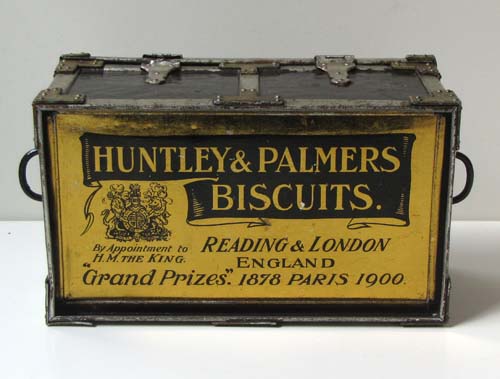 HUNTLEY & PALMERS
BISCUITS.
By Appointment to
H.M. THE KING.
READING & LONDON
ENGLAND
"Grand Prizes". 1878 PARIS 1900.